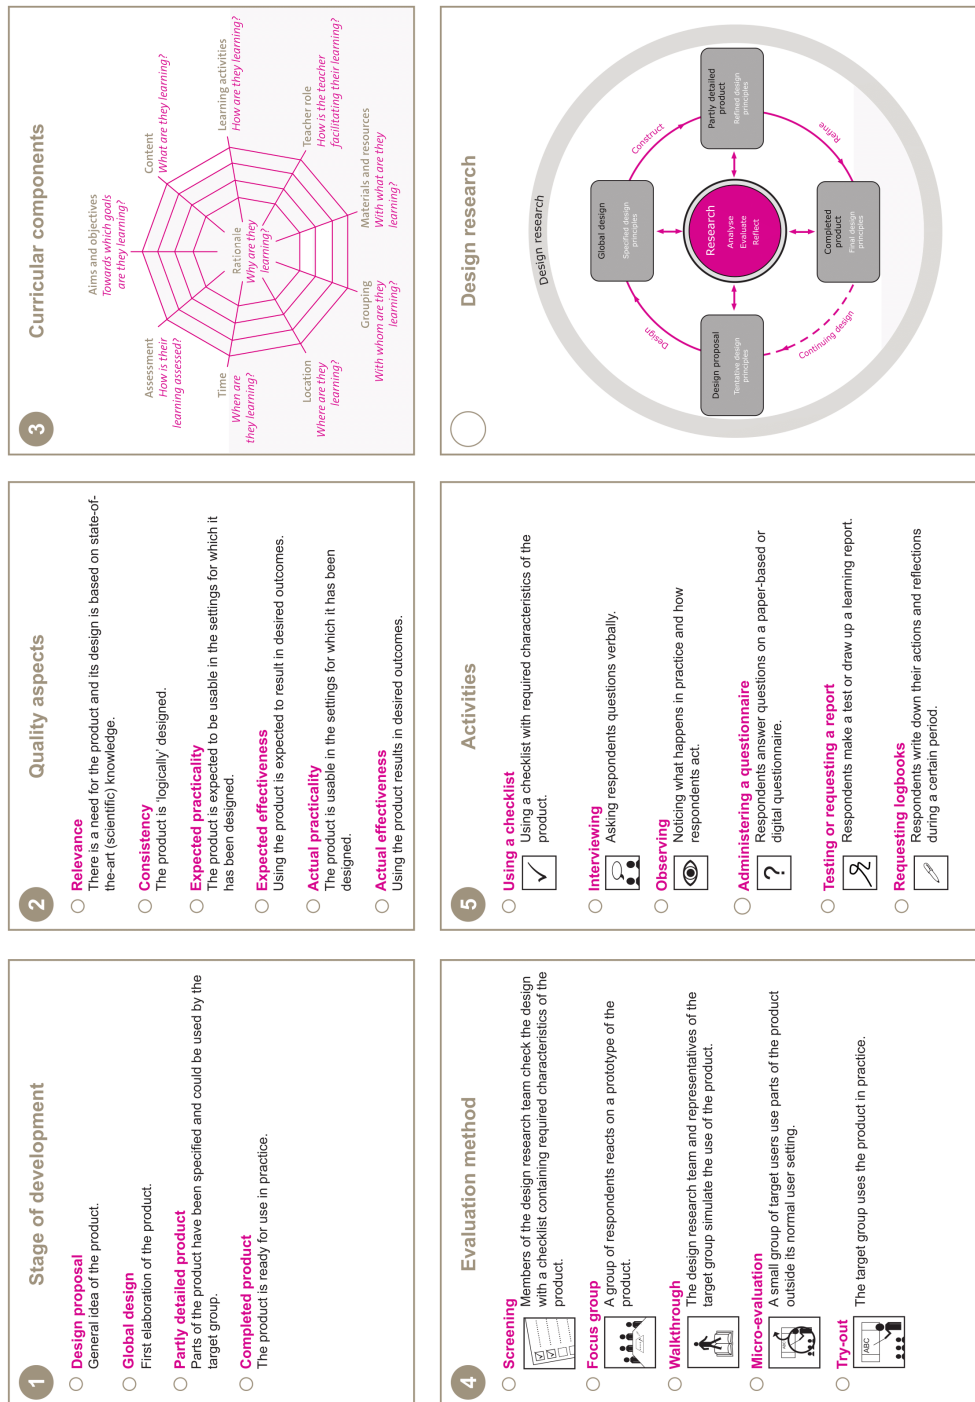 1
Stage of development
Design proposal
General idea of the product.
Global design
First elaboration of the product.
Partly detailed product
Parts of the product have been specified and could be used by the
target group.
Completed product
The product is ready for use in practice.
2
Quality aspects
Relevance
There is a need for the product and its design is based on state-of-
the-art (scientific) knowledge.
Consistency
The product is 'logically' designed.
Expected practicality
The product is expected to be usable in the settings for which it
has been designed.
Expected effectiveness
Using the product is expected to result in desired outcomes.
Actual practicality
The product is usable in the settings for which it has been
designed.
Actual effectiveness
Using the product results in desired outcomes.
3
Curricular components
Aims and objectives
Towards which goals
are they learning?
Content
What are they learning?
Learning activities
How are they learning?
Teacher role
How is the teacher
facilitating their learning?
Materials and resources
With what are they
learning?
Grouping
With whom are they
learning?
Location
Where are they
learning?
Time
When are
they learning?
Assessment
How is their
learning assessed?
Rationale
Why are they
learning?
4
Evaluation method
Screening
Members of the design research team check the design
with a checklist containing required characteristics of the
product.
Focus group
A group of respondents reacts on a prototype of the
product.
Walkthrough
The design research team and representatives of the
target group simulate the use of the product.
Micro-evaluation
A small group of target users use parts of the product
outside its normal user setting.
Try-out
ABC
The target group uses the product in practice.
5
Activities
Using a checklist
Using a checklist with required characteristics of the
product.
Interviewing
Asking respondents questions verbally.
Observing
Noticing what happens in practice and how
respondents act.
Administering a questionnaire
?
Respondents answer questions on a paper-based or
digital questionnaire.
Testing or requesting a report
Respondents make a test or draw up a learning report.
Requesting logbooks
Respondents write down their actions and reflections
during a certain period.
Design research
Design research
Design proposal
Tentative design
principles
Design
Global design
Specified design
principles
Construct
Partly detailed
product
Refined design
principles
Refine
Completed
product
Final design
principles
Continuing design
Research
Analyse
Evaluate
Reflect